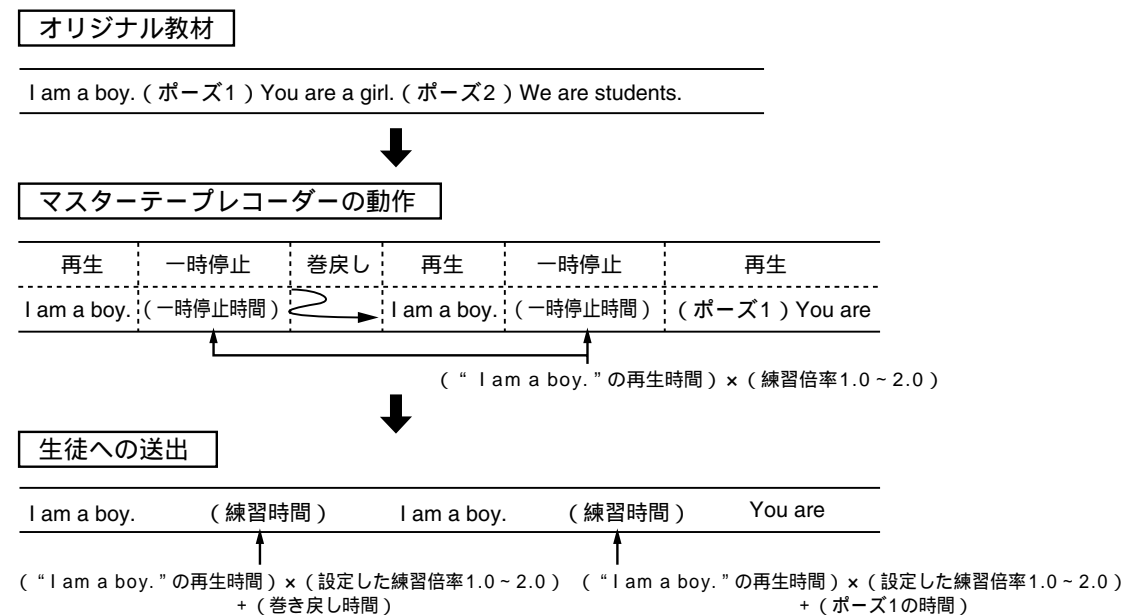 オリジナル教材
I am a boy.（ポーズ1）You are a girl.（ポーズ2）We are students.
マスターテープレコーダーの動作
再生 一時停止 巻戻し 再生 一時停止 再生
I am a boy.（一時停止時間） I am a boy.（一時停止時間）（ポーズ1）You are
（“I am a boy.”の再生時間）×（練習倍率1.0～2.0）
生徒への送出
I am a boy. （練習時間） I am a boy. （練習時間） You are
（“I am a boy.”の再生時間）×（設定した練習倍率1.0～2.0） （“I am a boy.”の再生時間）×（設定した練習倍率1.0～2.0）
+（巻き戻し時間） +（ポーズ1の時間）